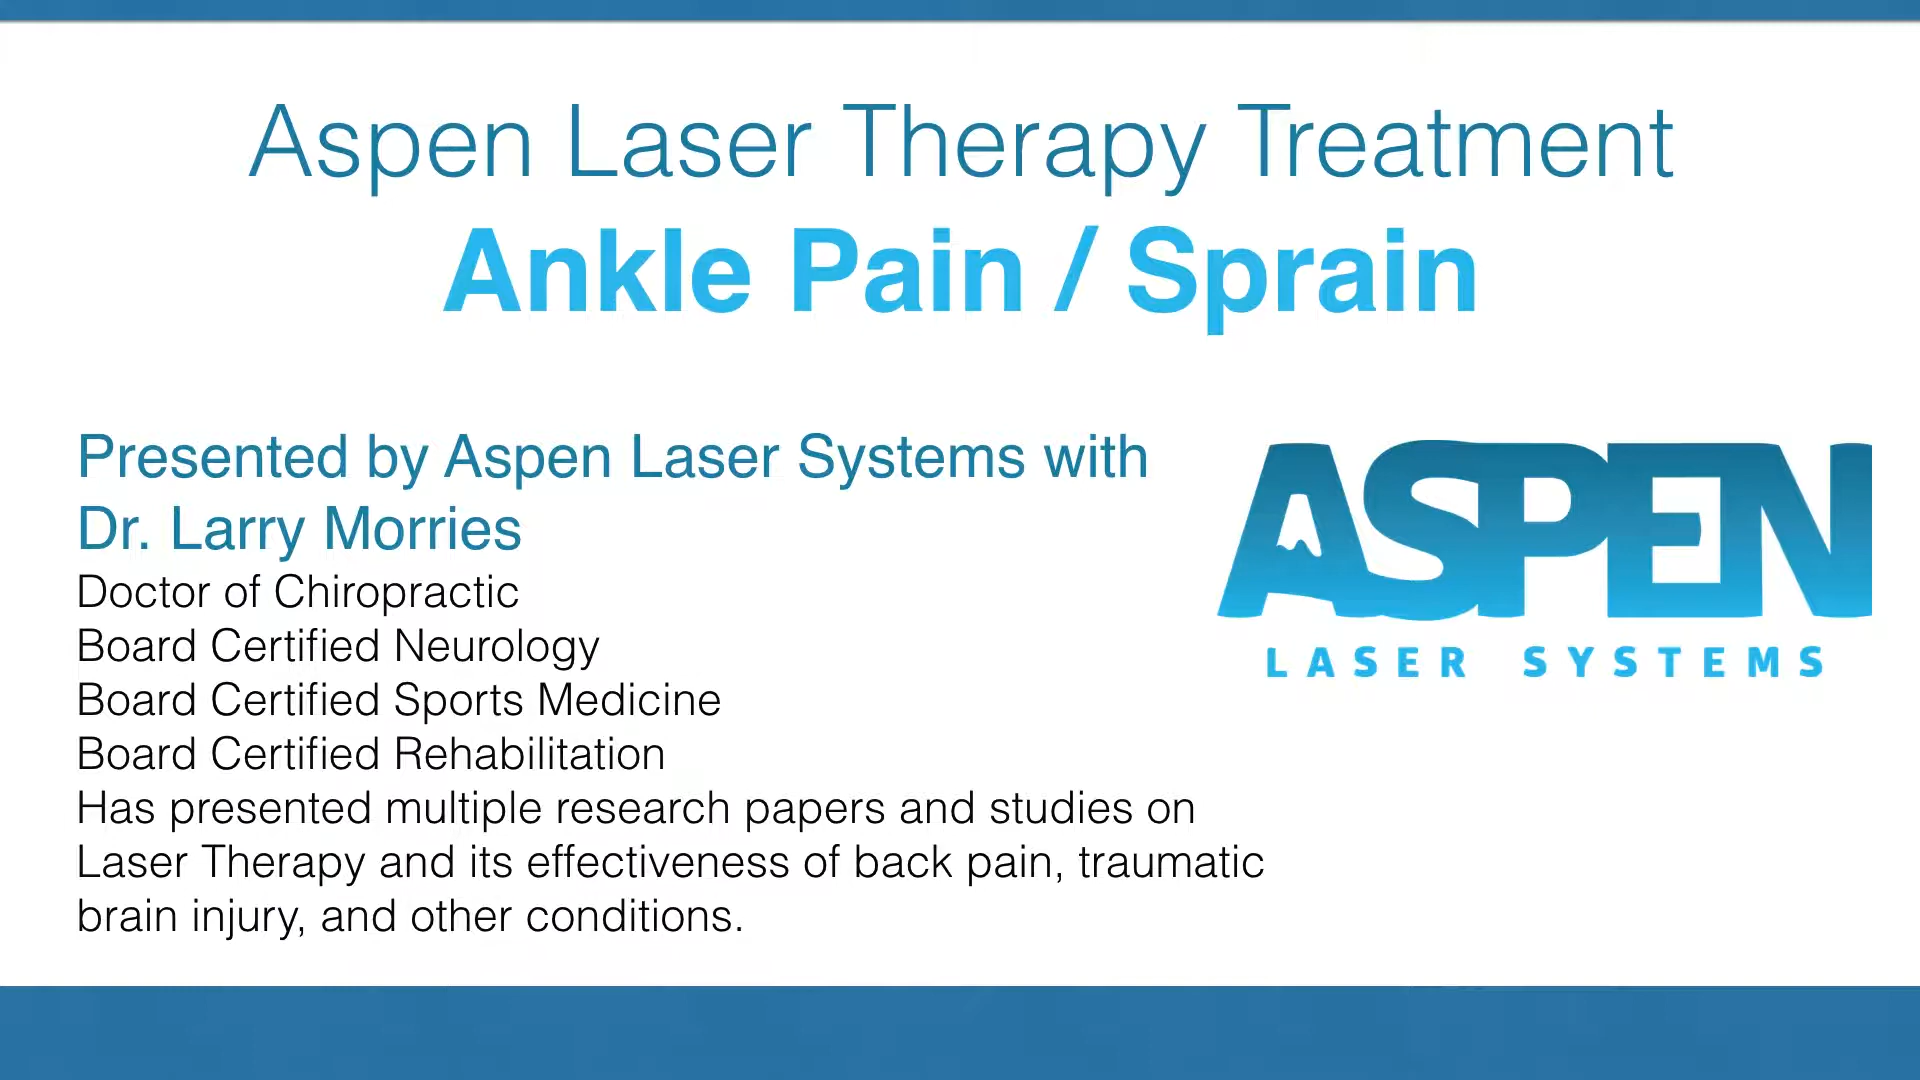 Aspen Laser Therapy Treatment
Ankle Pain / Sprain
Presented by Aspen Laser Systems with
Dr. Larry Morries
Doctor of Chiropractic
Board Certified Neurology
Board Certified Sports Medicine
Board Certified Rehabilitation
Has presented multiple research papers and studies on
Laser Therapy and its effectiveness of back pain, traumatic
brain injury, and other conditions.
ASPEN
LASER SYSTEMS